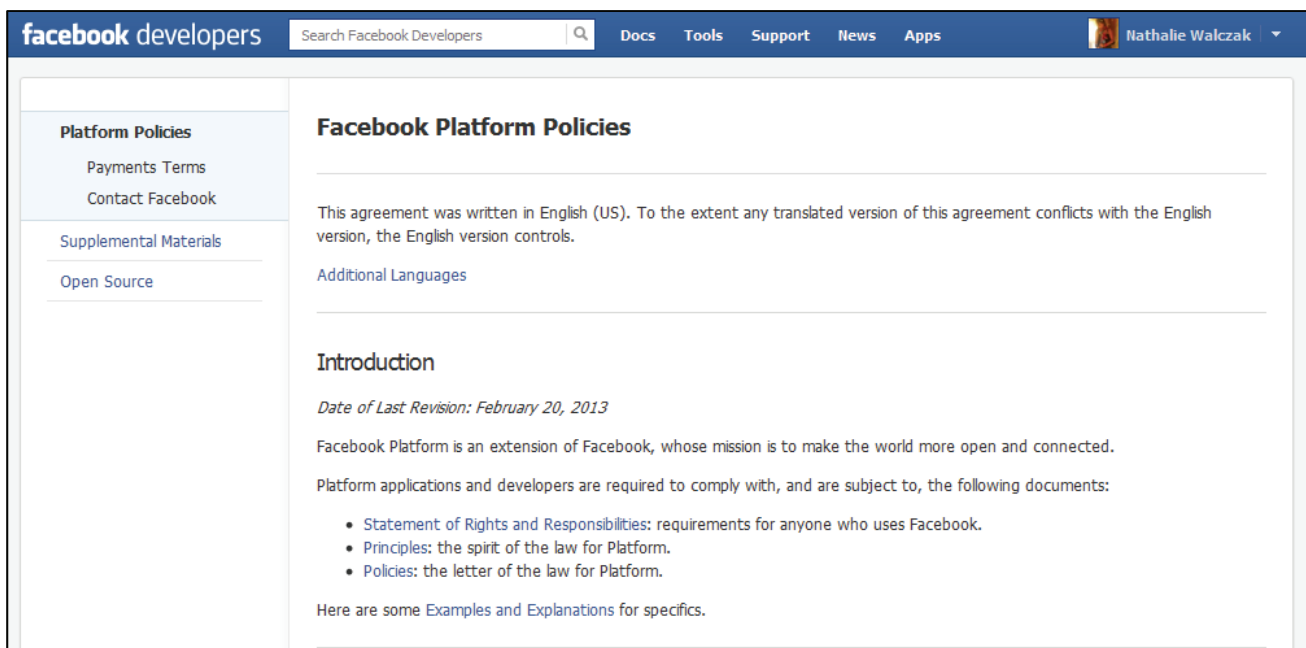 facebook developers
Search Facebook Developers
Docs Tools Support News Apps
Nathalie Walczak
Platform Policies
Payments Terms
Contact Facebook
Supplemental Materials
Open Source
Facebook Platform Policies
This agreement was written in English (US). To the extent any translated version of this agreement conflicts with the English
version, the English version controls.
Additional Languages
Introduction
Date of Last Revision: February 20, 2013
Facebook Platform is an extension of Facebook, whose mission is to make the world more open and connected.
Platform applications and developers are required to comply with, and are subject to, the following documents:
• Statement of Rights and Responsibilities: requirements for anyone who uses Facebook.
• Principles: the spirit of the law for Platform.
• Policies: the letter of the law for Platform.
Here are some Examples and Explanations for specifics.